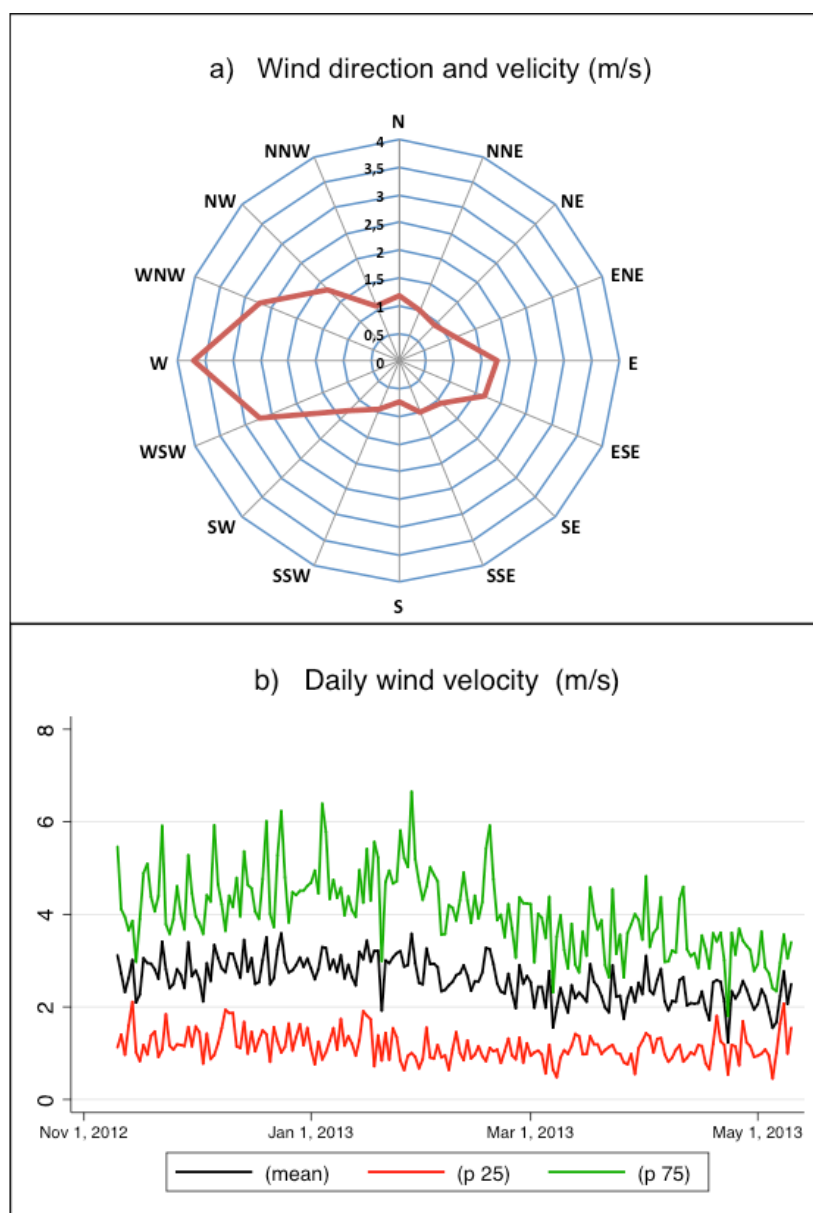 a) Wind direction and velicity (m/s)
N
NNW
NNE
NW
NE
WNW
ENE
W
E
WSW
ESE
SW
SE
SSW
SSE
S
4
3,5
3
2,5
2
1,5
1
0,5
0
b) Daily wind velocity (m/s)
8
6
4
2
0
Nov 1, 2012 Jan 1, 2013 Mar 1, 2013 May 1, 2013
(mean) (p 25) (p 75)